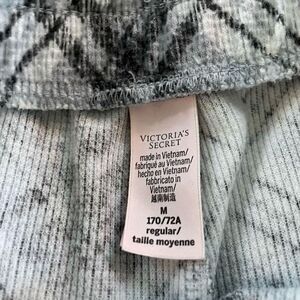 VICTORIA'S
SECRET
made in Vietnam/
fabriqué au Vietnam/
hecho en Vietnam/
fabbricato in
Vietnam/
越南制造
M
170/72A
regular/
taille moyenne